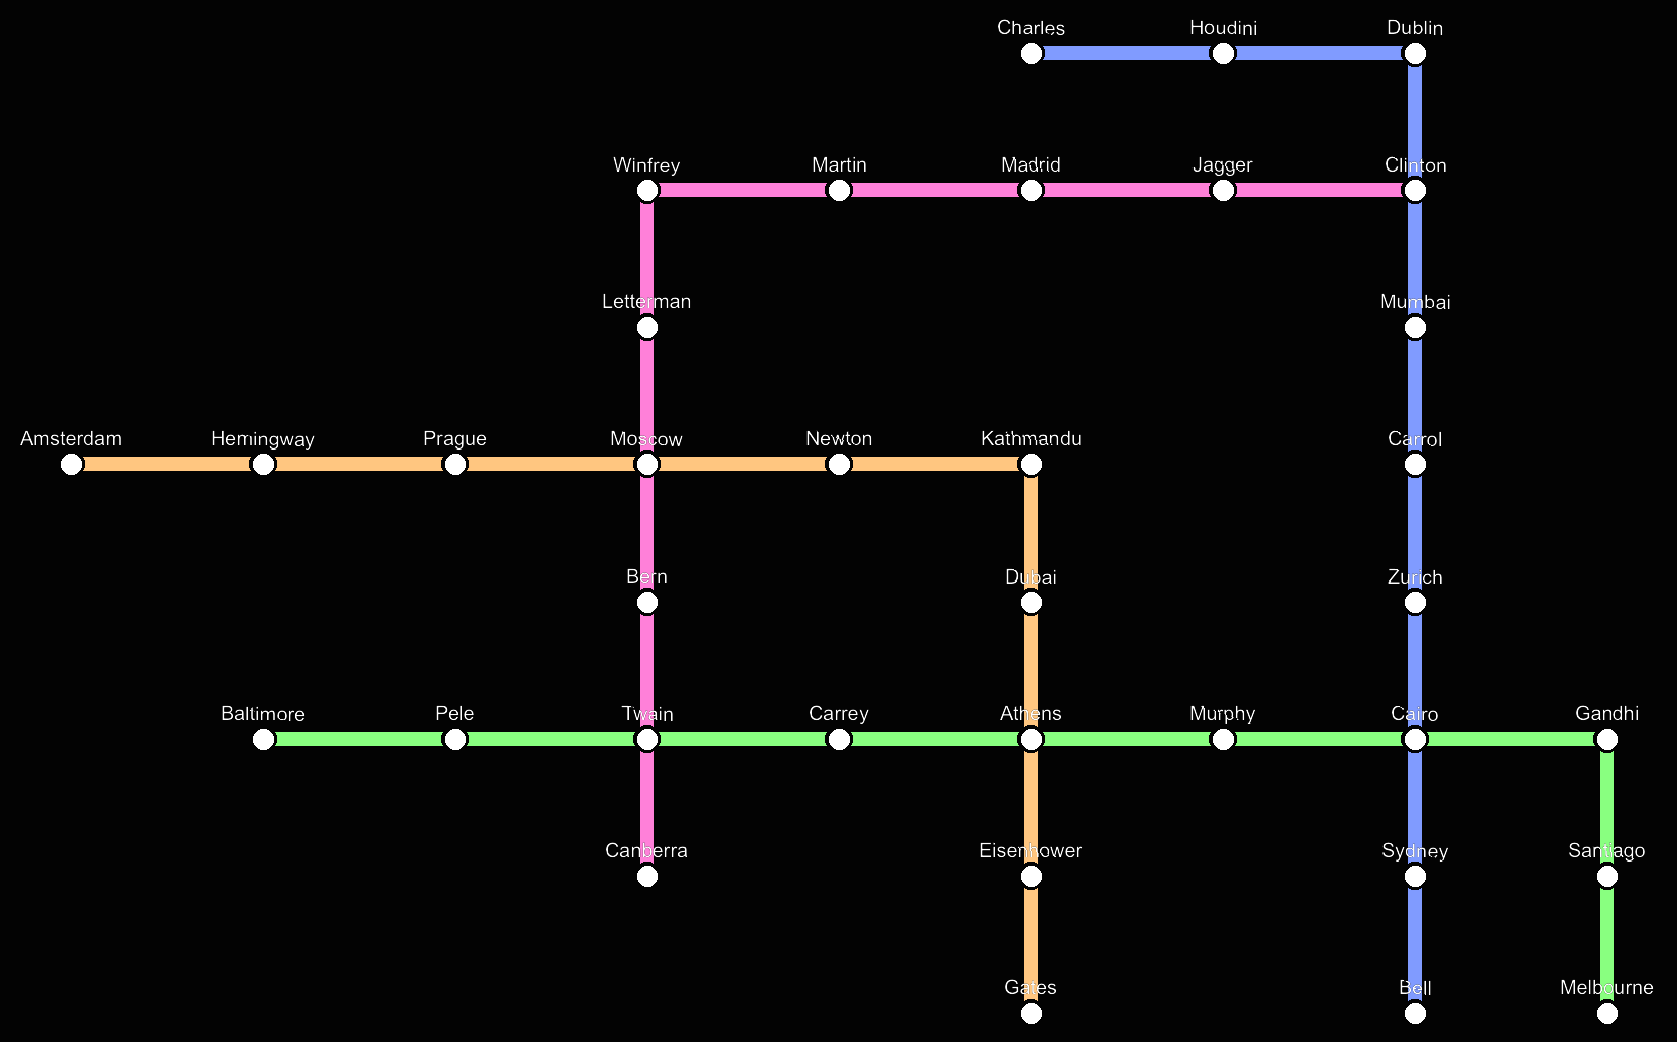 Charles
Houdini
Dublin
Winfrey
Martin
Madrid
Jagger
Clinton
Letterman
Mumbai
Amsterdam
Hemingway
Prague
Moscow
Newton
Kathmandu
Carrol
Bern
Dubai
Zurich
Baltimore
Pele
Twain
Carrey
Athens
Murphy
Cairo
Gandhi
Canberra
Eisenhower
Sydney
Santiago
Gates
Bell
Melbourne